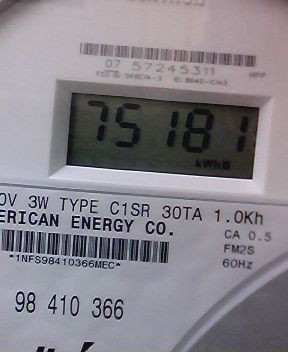 07 57245311
75181
kWh
0V 3W TYPE C1SR 30TA 1.0Kh
ERICAN ENERGY CO.
CA 0.5
FM2S
*1NFS98410366MEC*
60Hz
98 410 366